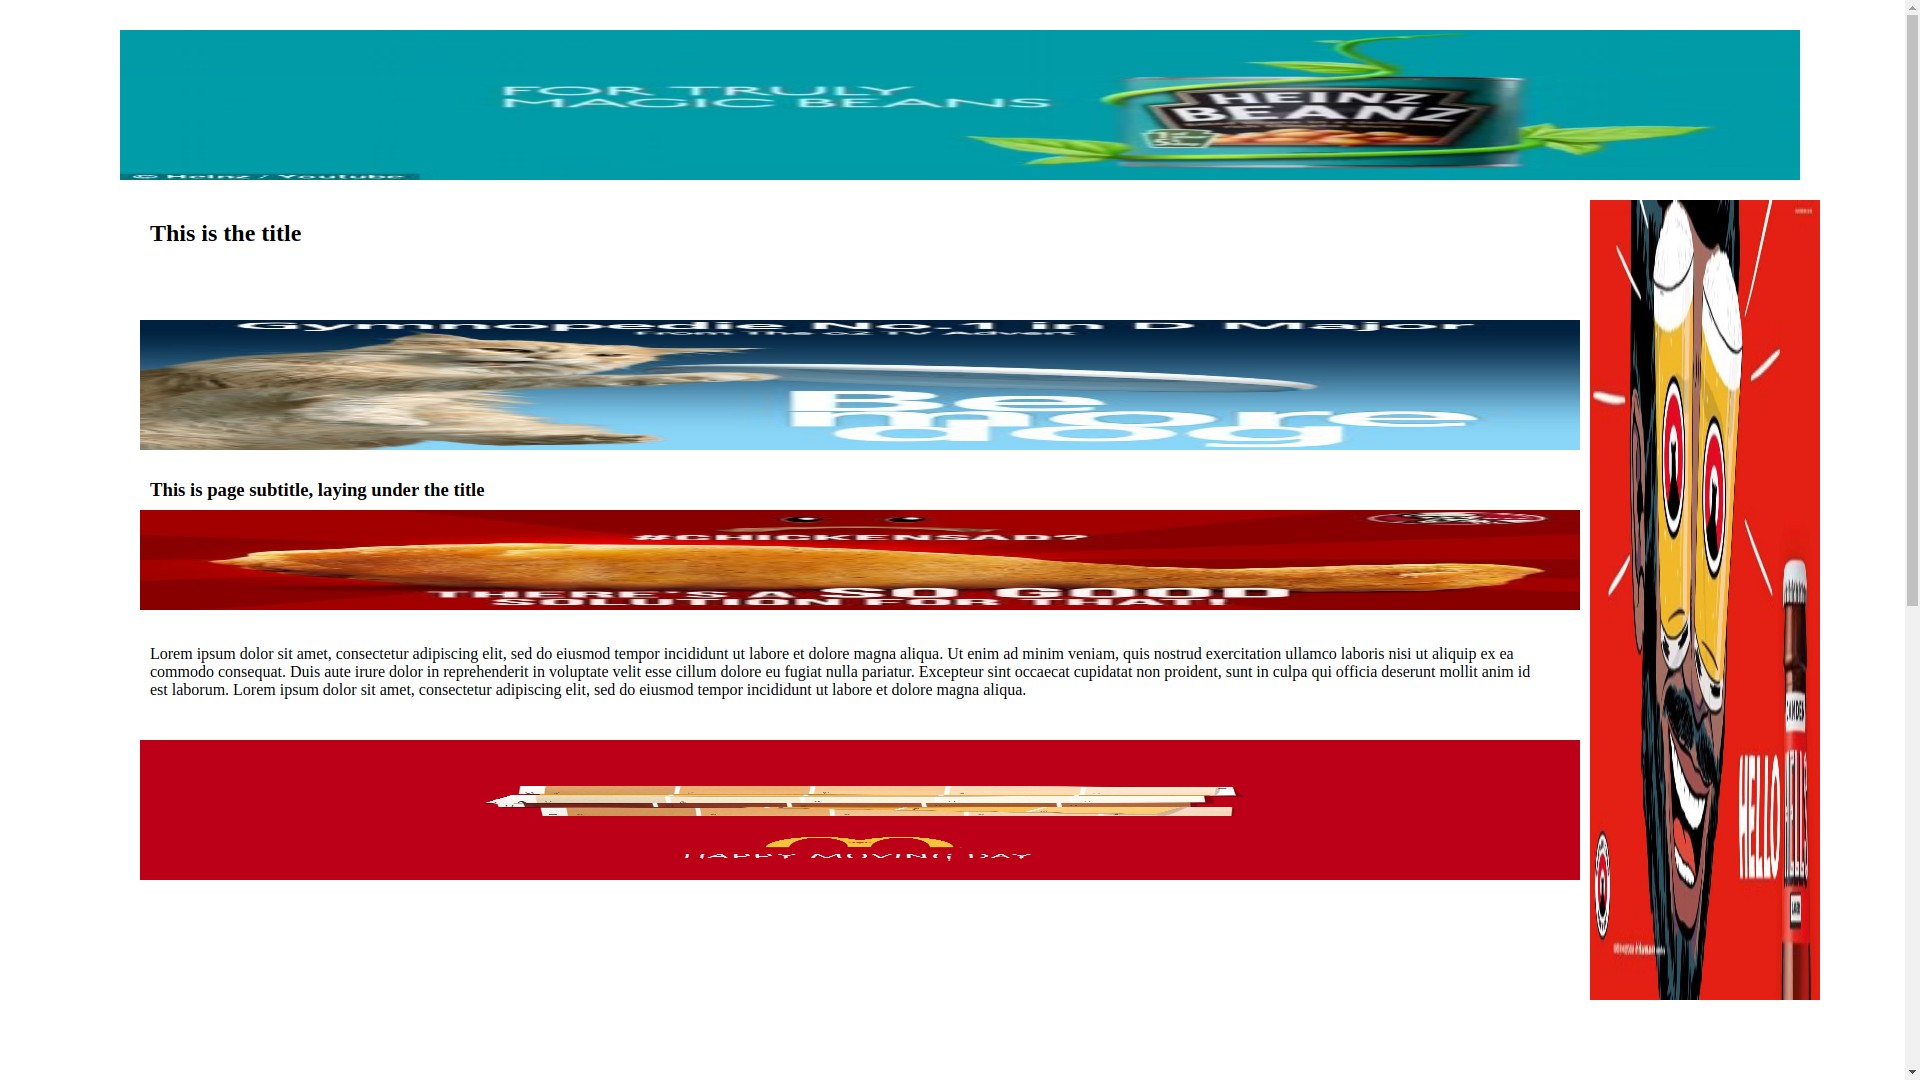 FOR TRULY
MAGIC BEANS
HEINZ
BEANZ
© Heinz / Youtube
This is the title
Gymnopedie No.1 in D Major
From The O2 TV Advert
Be
more
dog
This is page subtitle, laying under the title
#CHICKENSAD?
THERE'S A SO GOOD
SOLUTION FOR THAT!
Lorem ipsum dolor sit amet, consectetur adipiscing elit, sed do eiusmod tempor incididunt ut labore et dolore magna aliqua. Ut enim ad minim veniam, quis nostrud exercitation ullamco laboris nisi ut aliquip ex ea
commodo consequat. Duis aute irure dolor in reprehenderit in voluptate velit esse cillum dolore eu fugiat nulla pariatur. Excepteur sint occaecat cupidatat non proident, sunt in culpa qui officia deserunt mollit anim id
est laborum. Lorem ipsum dolor sit amet, consectetur adipiscing elit, sed do eiusmod tempor incididunt ut labore et dolore magna aliqua.
HAPPY MOVING DAY
CAMDEN
HELLS
LAGER
HELLO